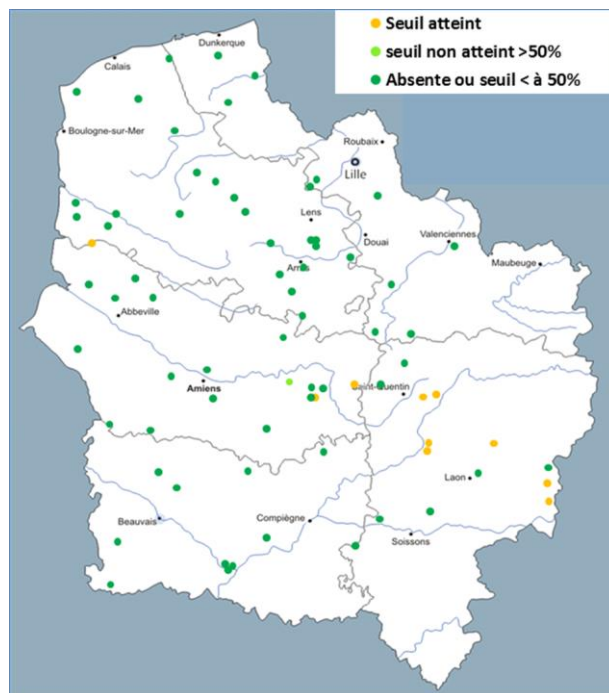 Seuil atteint
seuil non atteint >50%
Absente ou seuil < à 50%
Dunkerque
Calais
Boulogne-sur-Mer
Roubaix
Lille
Lens
Douai
Valenciennes
Maubeuge
Arras
Abbeville
Amiens
Saint-Quentin
Laon
Beauvais
Compiègne
Soissons